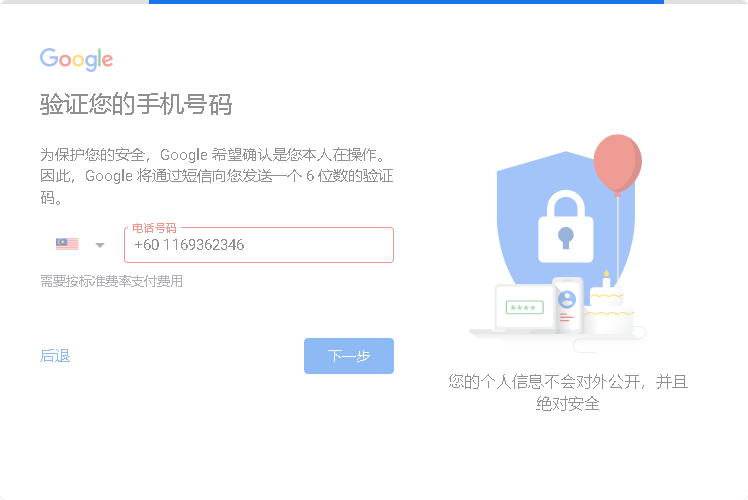 Google
验证您的手机号码
为保护您的安全，Google 希望确认是您本人在操作。
因此，Google 将通过短信向您发送一个 6 位数的验证
码。
电话号码
+60 1169362346
需要按标准费率支付费用
后退
下一步
****
您的个人信息不会对外公开，并且
绝对安全